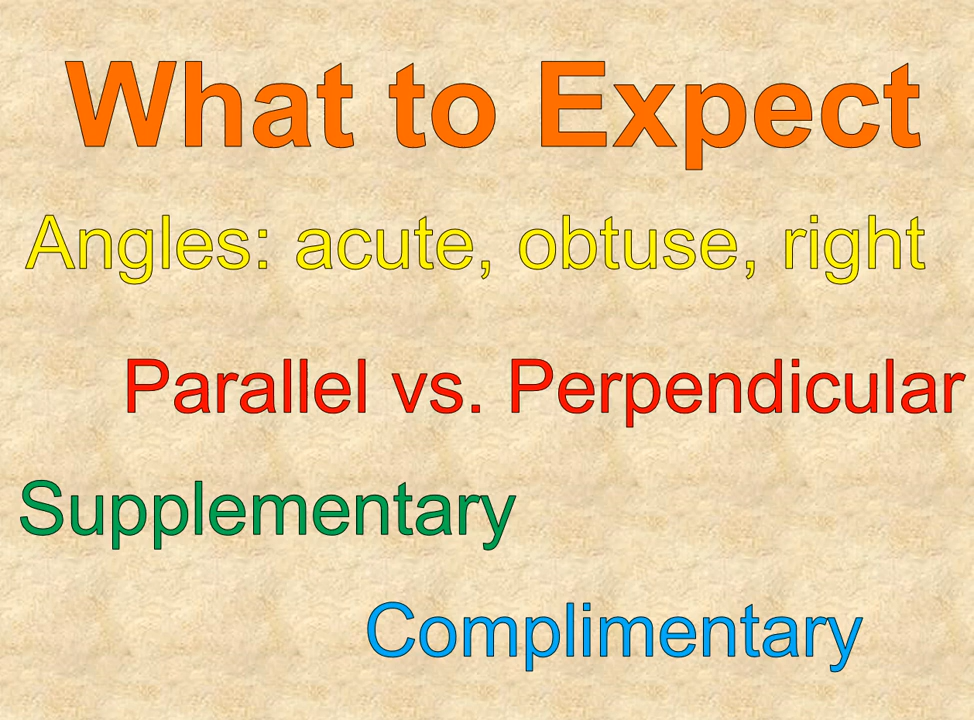 What to Expect
Angles: acute, obtuse, right
Parallel vs. Perpendicular
Supplementary
Complimentary